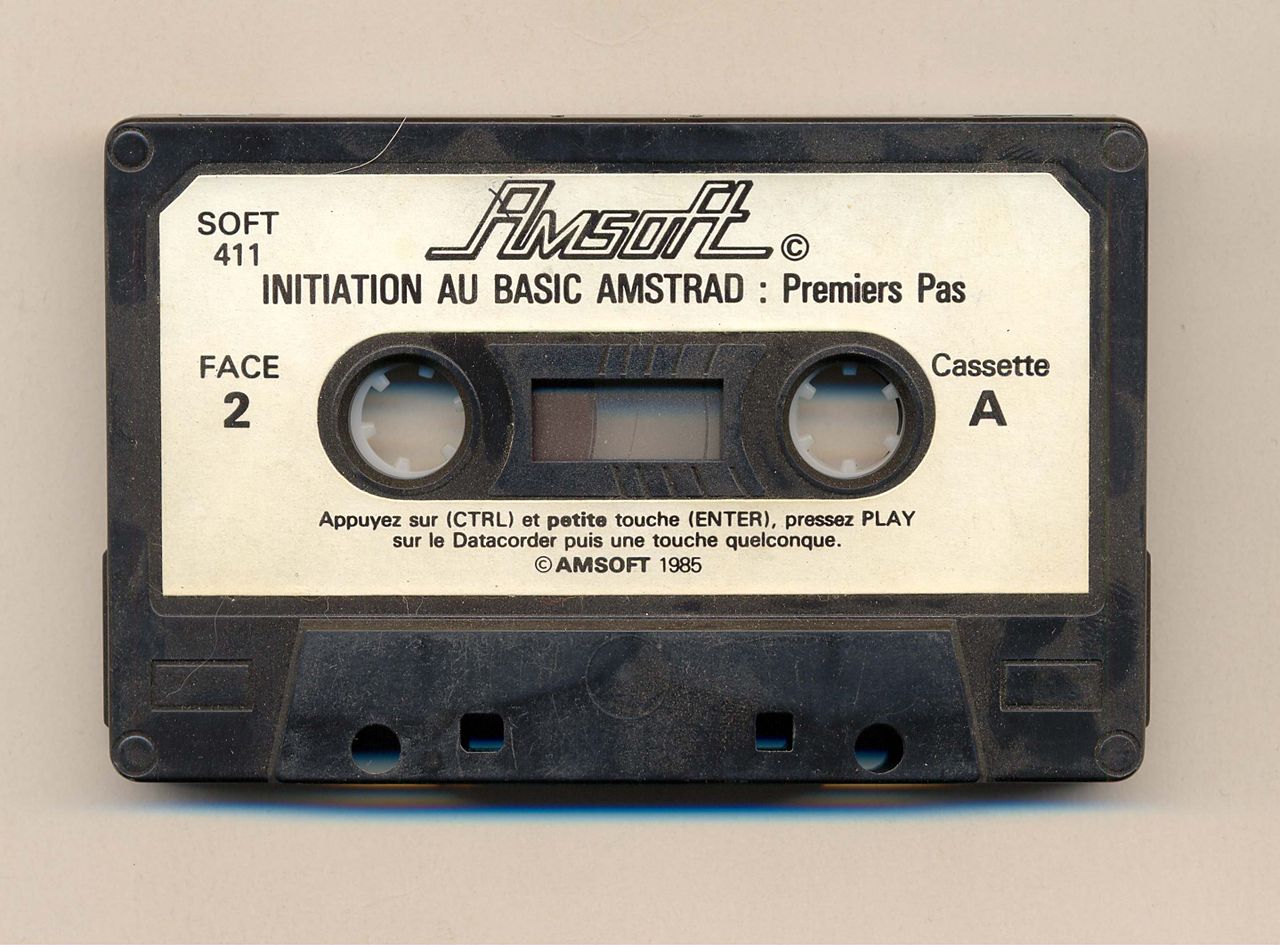 Amsoft ©
SOFT
411
INITIATION AU BASIC AMSTRAD : Premiers Pas
FACE
2
Cassette
A
Appuyez sur (CTRL) et petite touche (ENTER), pressez PLAY
sur le Datacorder puis une touche quelconque.
© AMSOFT 1985